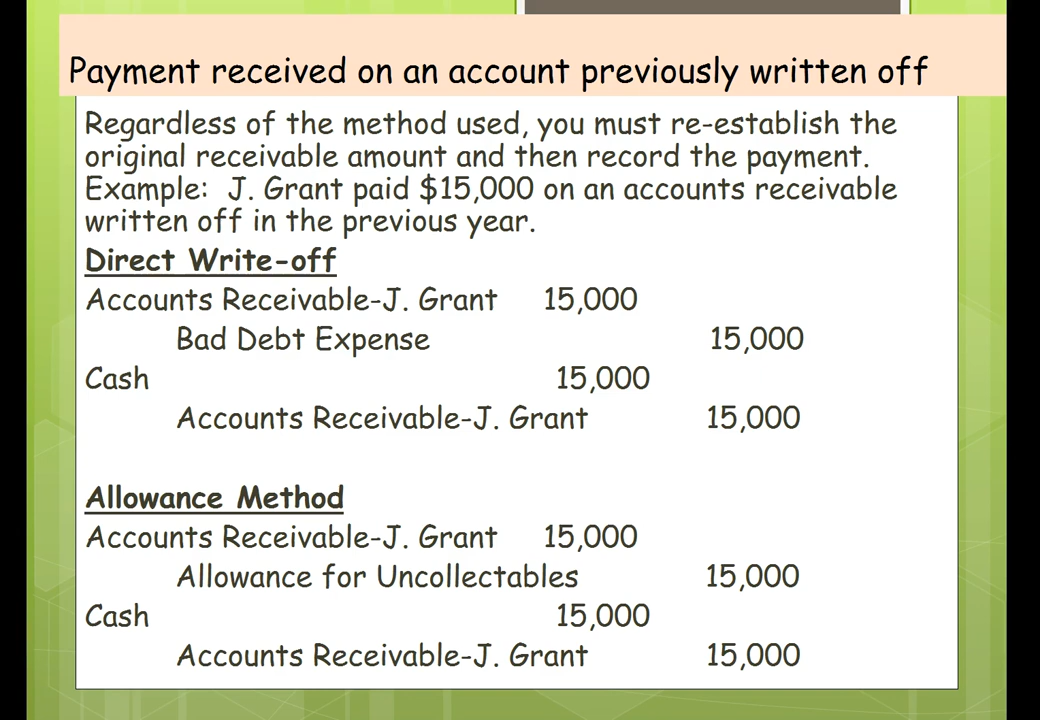 Payment received on an account previously written off
Regardless of the method used, you must re-establish the
original receivable amount and then record the payment.
Example:  J. Grant paid $15,000 on an accounts receivable
written off in the previous year.
Direct Write-off
Accounts Receivable-J. Grant 15,000
Bad Debt Expense 15,000
Cash 15,000
Accounts Receivable-J. Grant 15,000
Allowance Method
Accounts Receivable-J. Grant 15,000
Allowance for Uncollectables 15,000
Cash 15,000
Accounts Receivable-J. Grant 15,000